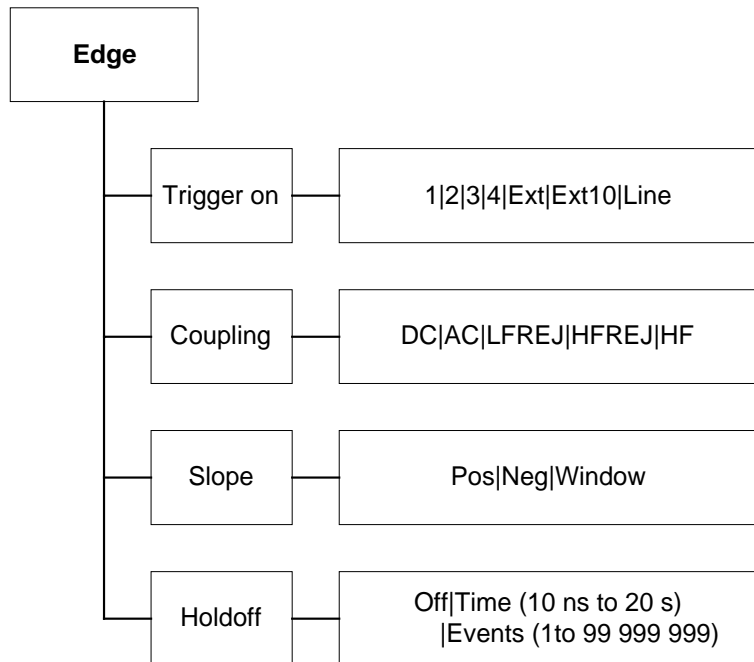 Edge
Trigger on
1|2|3|4|Ext|Ext10|Line
Coupling
DC|AC|LFREJ|HFREJ|HF
Slope
Pos|Neg|Window
Holdoff
Off|Time (10 ns to 20 s)
|Events (1to 99 999 999)